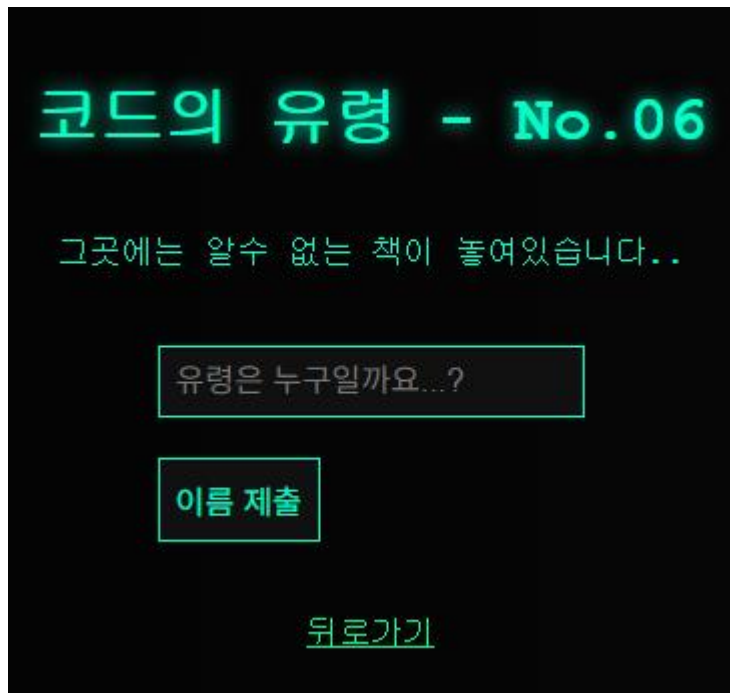 코드의 유령 - No.06
그곳에는 알수 없는 책이 놓여있습니다..
유령은 누구일까요...?
이름 제출
뒤로가기